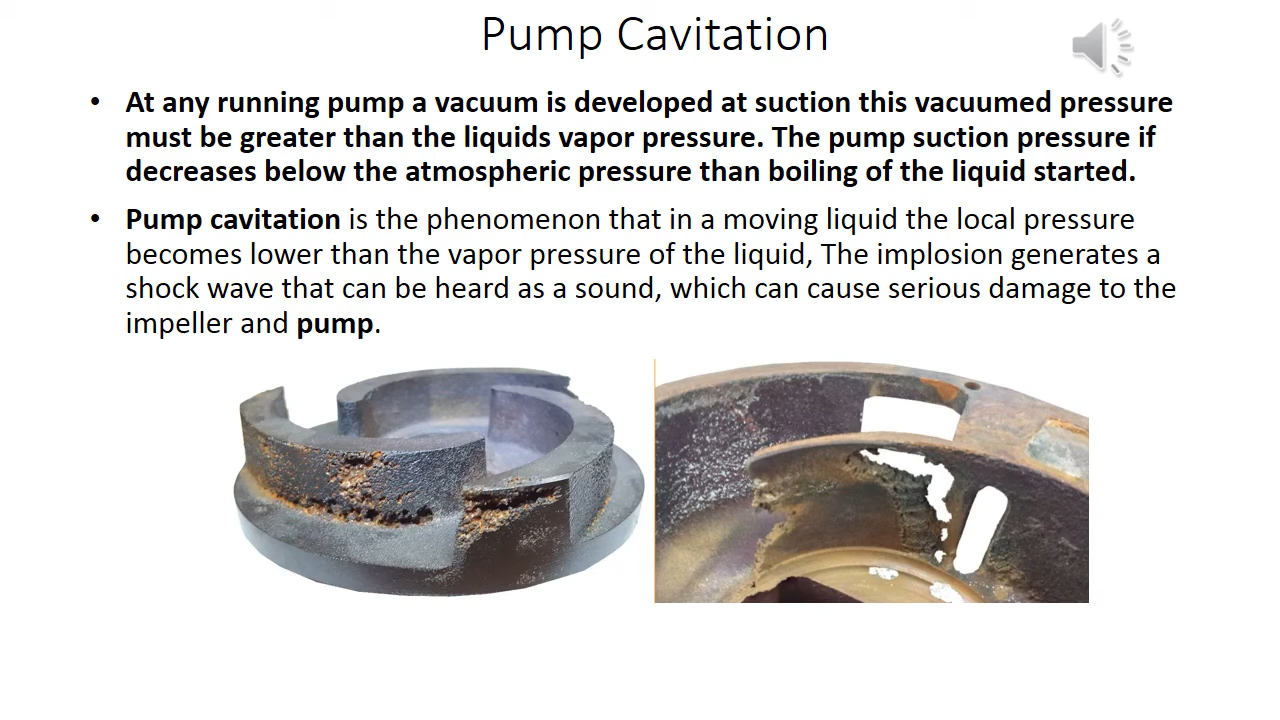 Pump Cavitation
• At any running pump a vacuum is developed at suction this vacuumed pressure
must be greater than the liquids vapor pressure. The pump suction pressure if
decreases below the atmospheric pressure than boiling of the liquid started.
• Pump cavitation is the phenomenon that in a moving liquid the local pressure
becomes lower than the vapor pressure of the liquid, The implosion generates a
shock wave that can be heard as a sound, which can cause serious damage to the
impeller and pump.